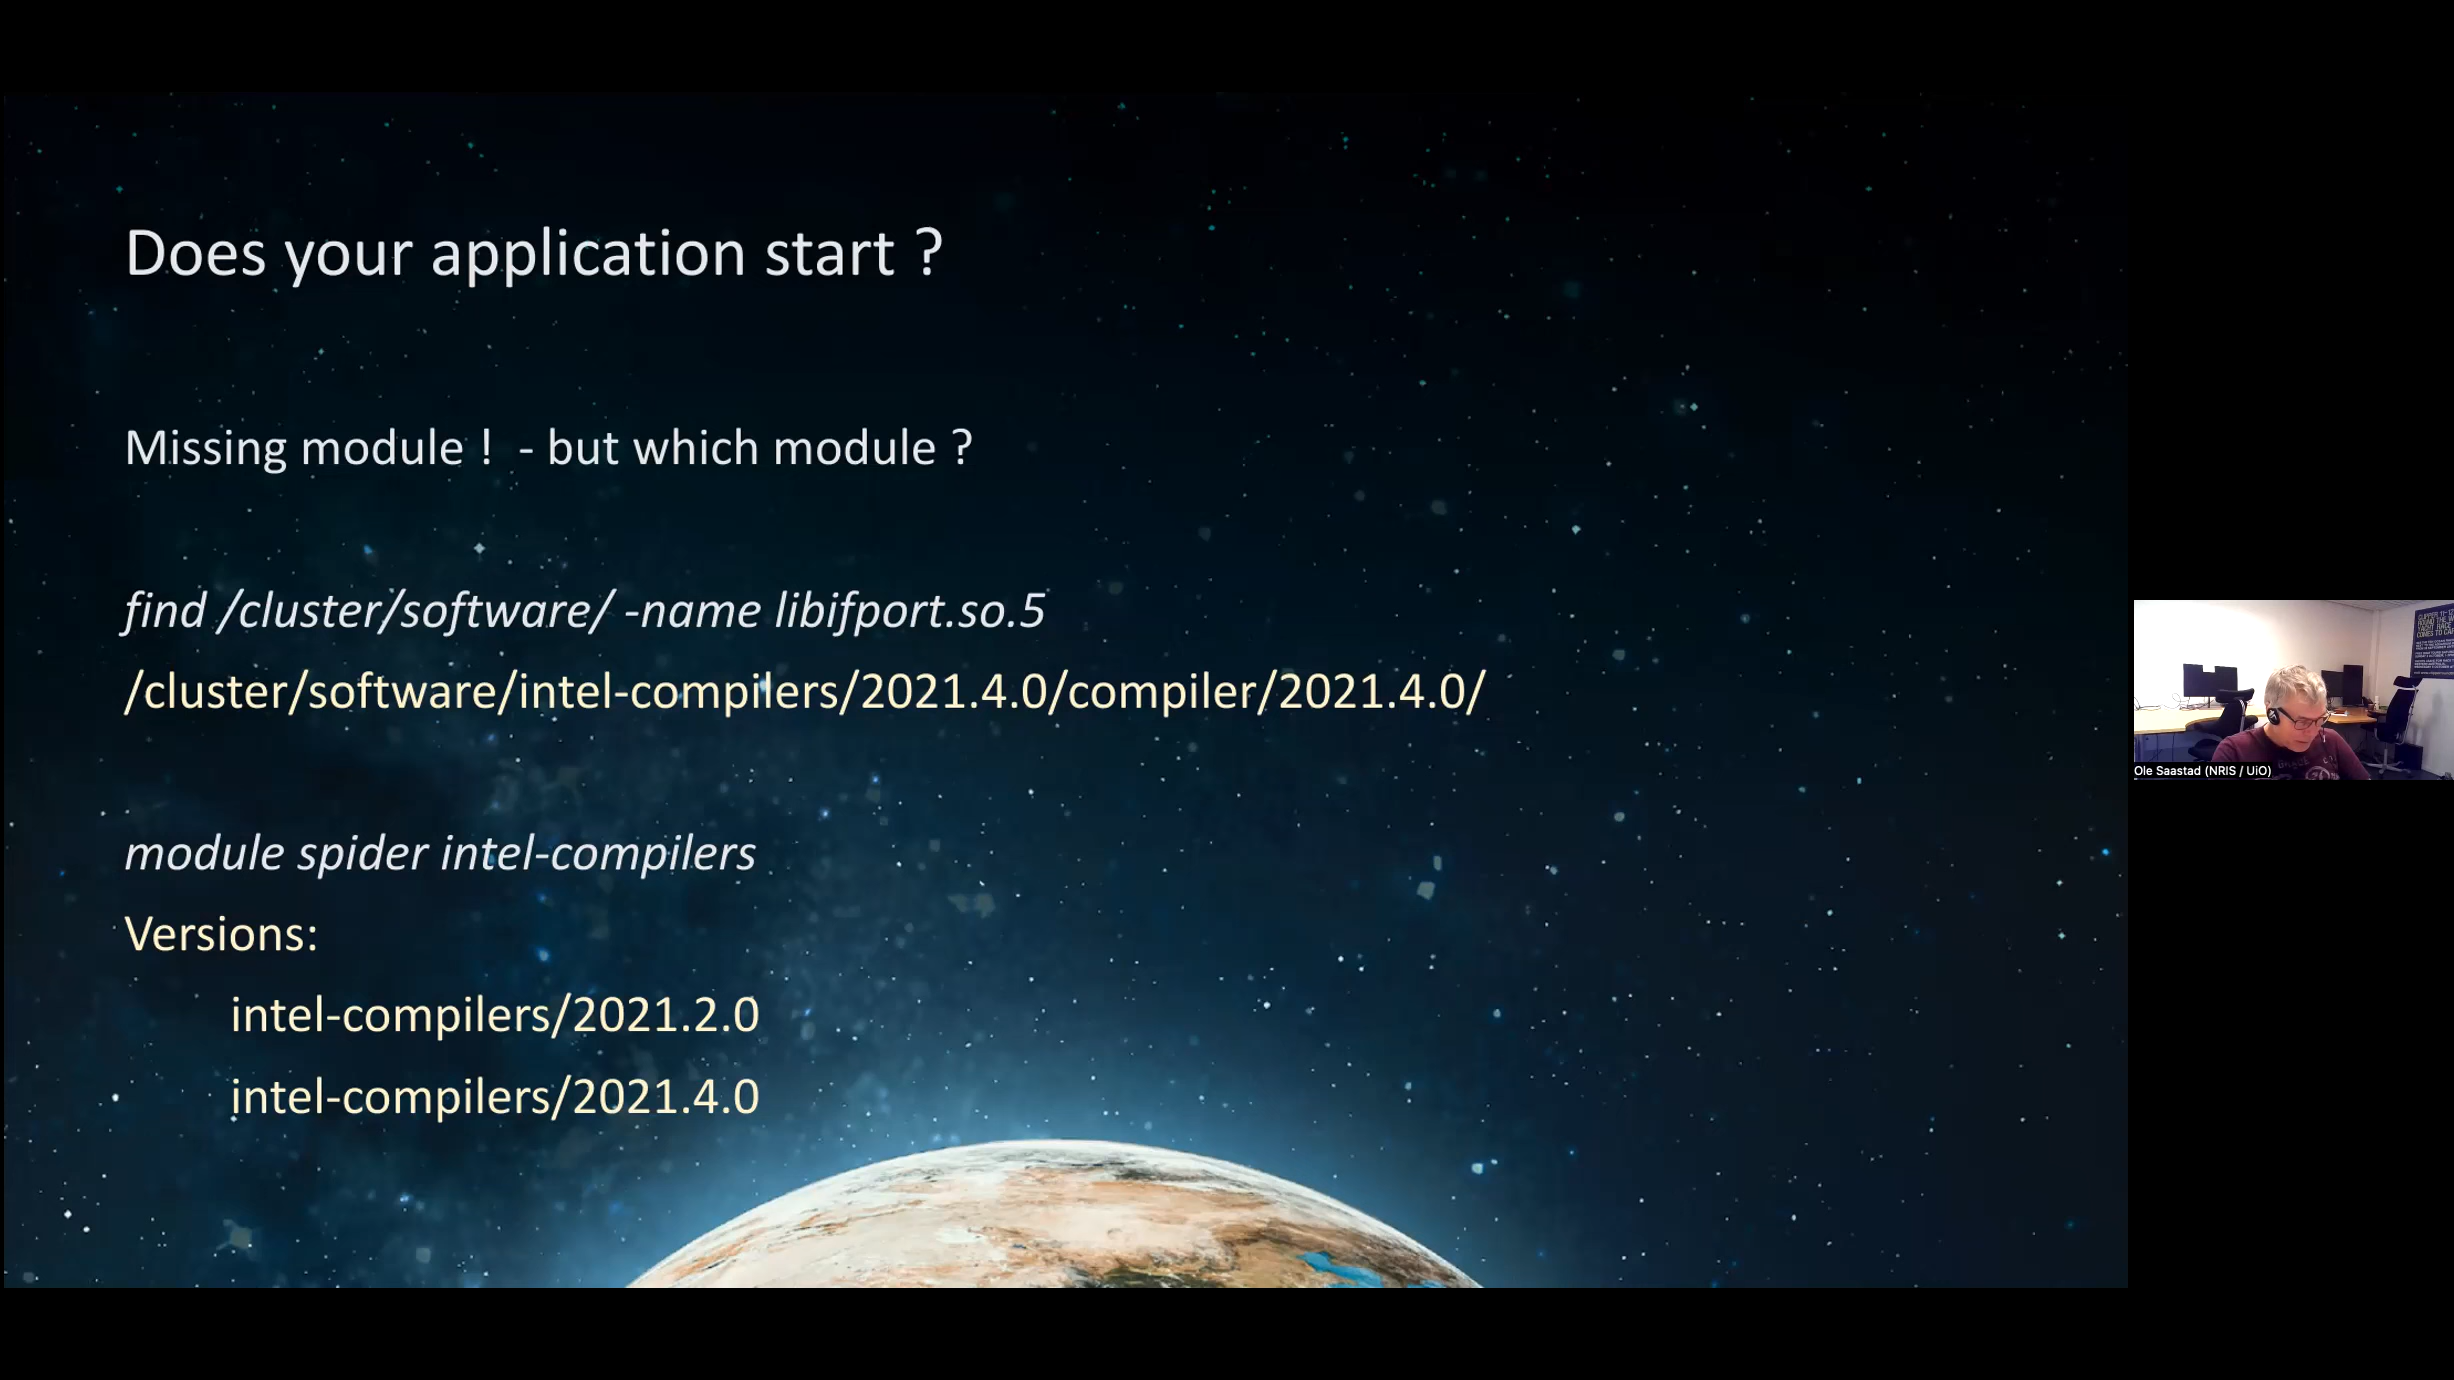 Does your application start ?
Missing module !  - but which module ?
find /cluster/software/ -name libifport.so.5
/cluster/software/intel-compilers/2021.4.0/compiler/2021.4.0/
module spider intel-compilers
Versions:
intel-compilers/2021.2.0
intel-compilers/2021.4.0
Ole Saastad (NRIS / UiO)